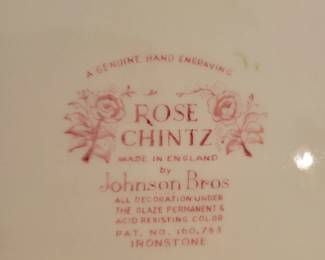 A GENUINE HAND ENGRAVING
ROSE
CHINTZ
MADE IN ENGLAND
by
Johnson Bros
ALL DECORATION UNDER
THE GLAZE PERMANENT &
ACID RESISTING COLOR
PAT. NO. 160,783
IRONSTONE